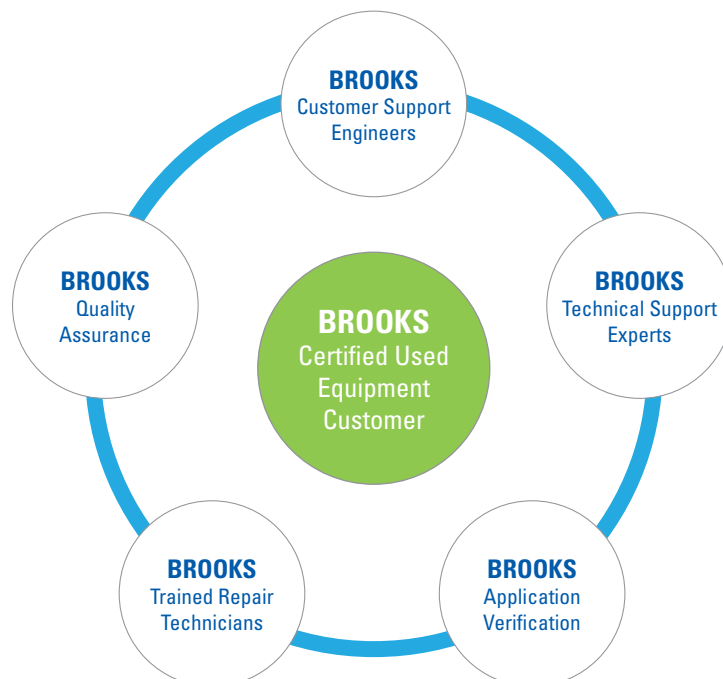 BROOKS
Customer Support
Engineers
BROOKS
Quality
Assurance
BROOKS
Technical Support
Experts
BROOKS
Certified Used
Equipment
Customer
BROOKS
Trained Repair
Technicians
BROOKS
Application
Verification